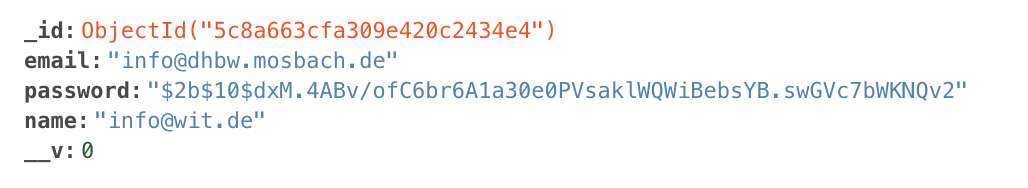 _id: ObjectId("5c8a663cfa309e420c2434e4")
email: "info@dhbw.mosbach.de"
password: "$2b$10$dxM.4ABv/ofC6br6A1a30e0PVsaklWQWiBebsYB.swGVc7bWKNQv2"
name: "info@wit.de"
__v: 0